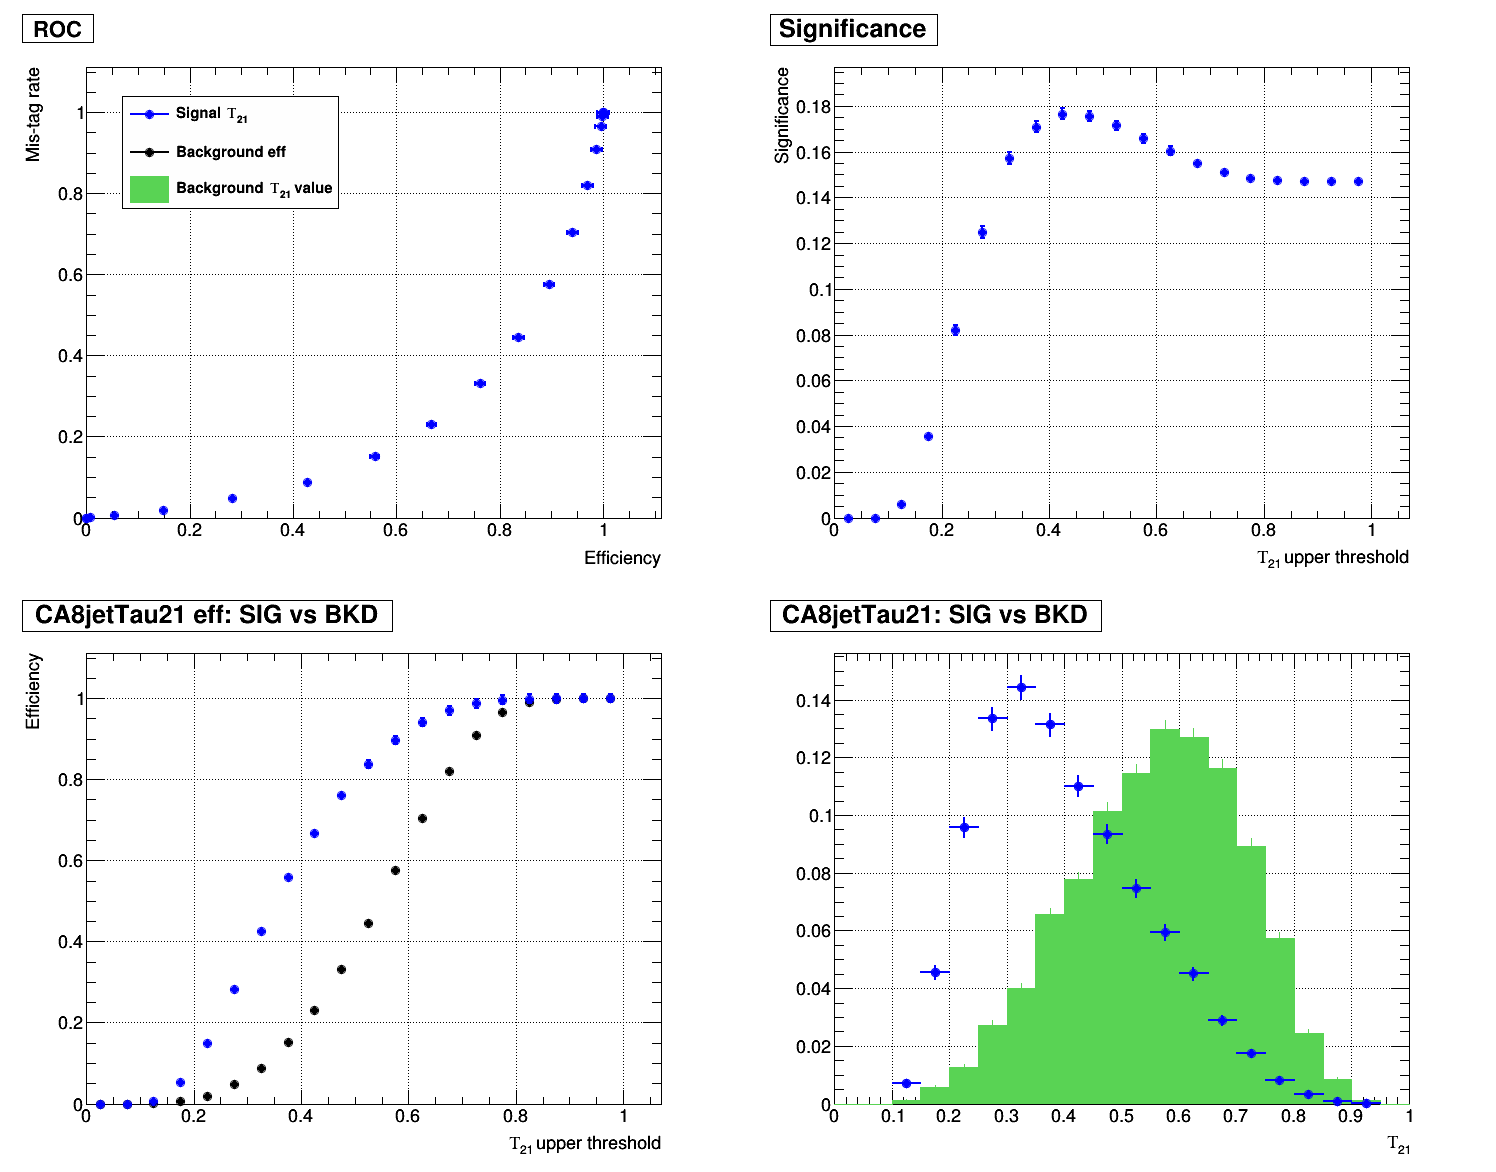 ROC
Mis-tag rate
Signal τ21
Background eff
Background τ21 value
1
0.8
0.6
0.4
0.2
0
0 0.2 0.4 0.6 0.8 1
Efficiency
Significance
Significance
0.18
0.16
0.14
0.12
0.1
0.08
0.06
0.04
0.02
0
0 0.2 0.4 0.6 0.8 1
τ21 upper threshold
CA8jetTau21 eff: SIG vs BKD
Efficiency
1
0.8
0.6
0.4
0.2
0
0 0.2 0.4 0.6 0.8 1
τ21 upper threshold
CA8jetTau21: SIG vs BKD
0.14
0.12
0.1
0.08
0.06
0.04
0.02
0
0 0.1 0.2 0.3 0.4 0.5 0.6 0.7 0.8 0.9 1
τ21